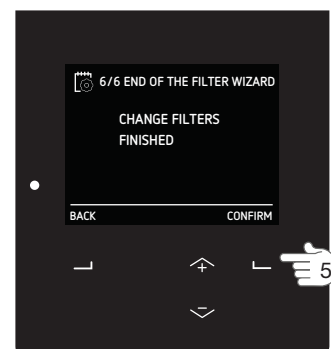 6/6 END OF THE FILTER WIZARD
CHANGE FILTERS
FINISHED
BACK CONFIRM
5